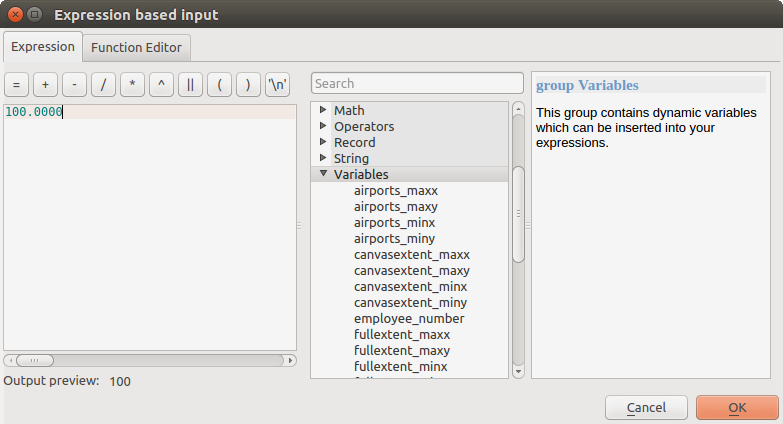 Expression based input
Expression Function Editor
= + - / * ^ || ( ) '\n'
100.0000
Output preview: 100
Search
Math
Operators
Record
String
Variables
airports_maxx
airports_maxy
airports_minx
airports_miny
canvasextent_maxx
canvasextent_maxy
canvasextent_minx
canvasextent_miny
employee_number
fullextent_maxx
fullextent_maxy
fullextent_minx
group Variables
This group contains dynamic variables
which can be inserted into your
expressions.
Cancel OK